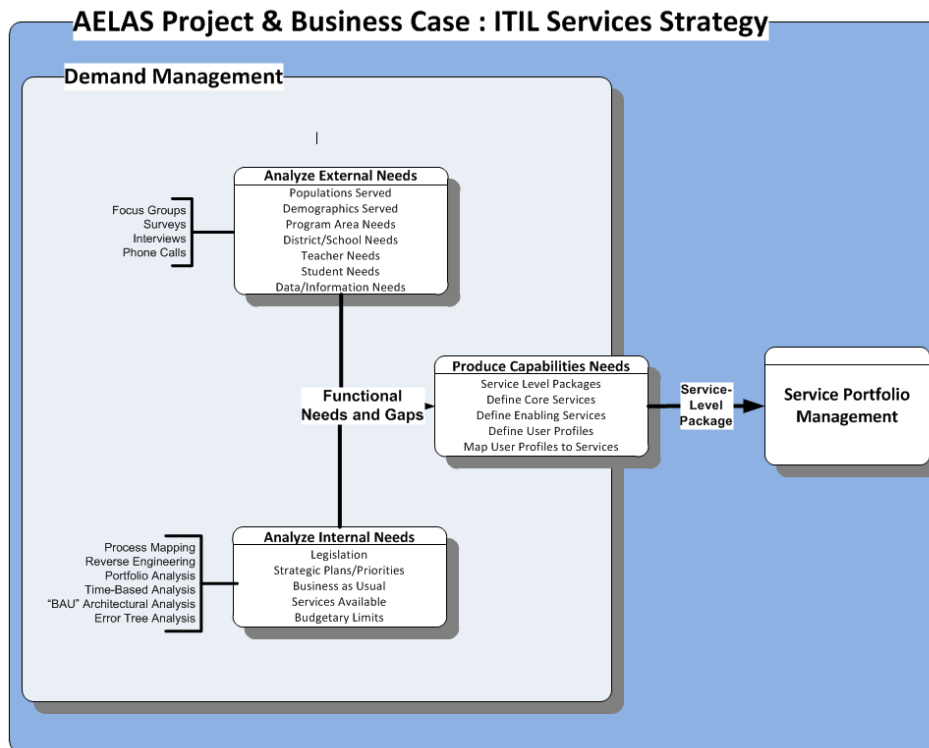 AELAS Project & Business Case : ITIL Services Strategy
Demand Management
Analyze External Needs
Populations Served
Demographics Served
Program Area Needs
District/School Needs
Teacher Needs
Student Needs
Data/Information Needs
Focus Groups
Surveys
Interviews
Phone Calls
Functional
Needs and Gaps
Produce Capabilities Needs
Service Level Packages
Define Core Services
Define Enabling Services
Define User Profiles
Map User Profiles to Services
Service-
Level
Package
Service Portfolio
Management
Analyze Internal Needs
Legislation
Strategic Plans/Priorities
Business as Usual
Services Available
Budgetary Limits
Process Mapping
Reverse Engineering
Portfolio Analysis
Time-Based Analysis
“BAU” Architectural Analysis
Error Tree Analysis